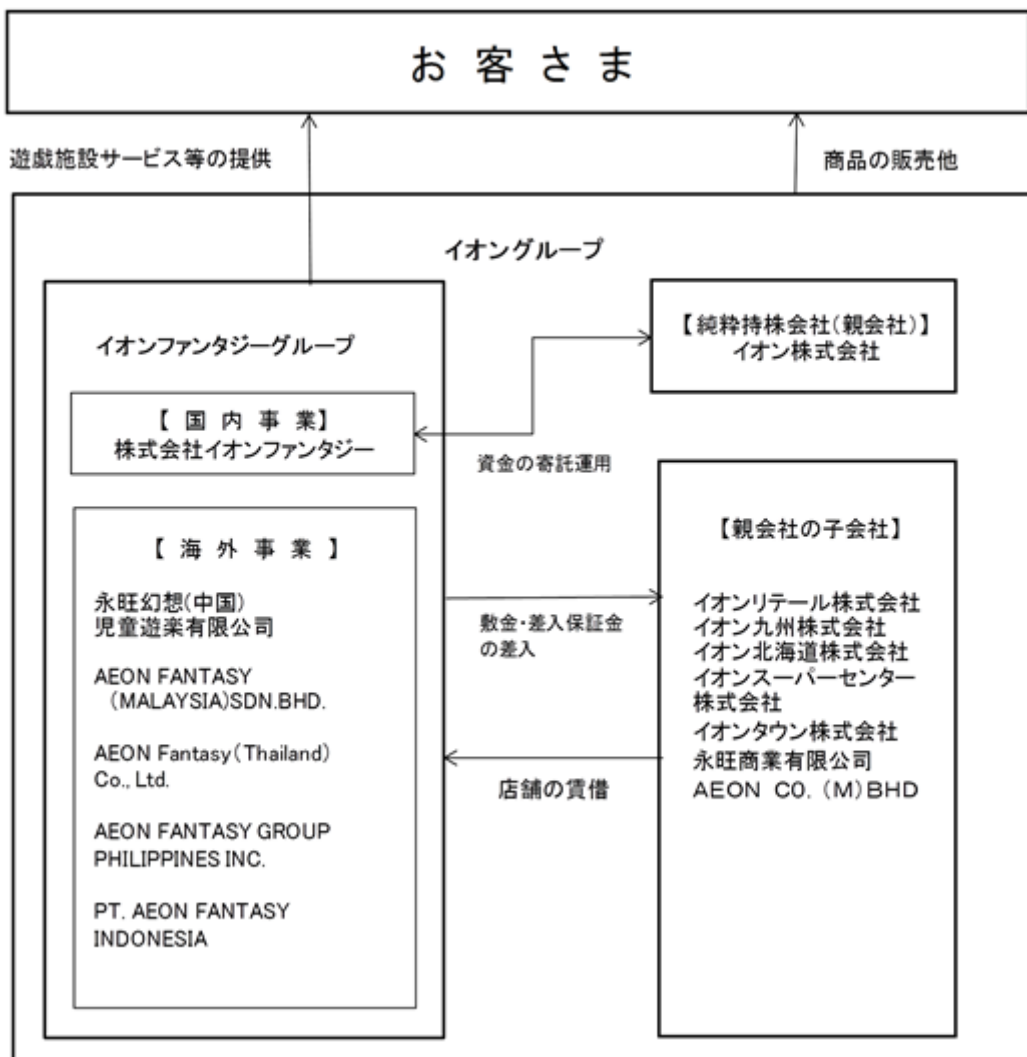 お客さま
遊戯施設サービス等の提供
商品の販売他
イオングループ
イオンファンタジーグループ
【国内事業】
株式会社イオンファンタジー
【純粋持株会社(親会社)】
イオン株式会社
資金の寄託運用
【海外事業】
永旺幻想(中国)
児童遊楽有限公司
AEON FANTASY
(MALAYSIA)SDN.BHD.
AEON Fantasy(Thailand)
Co., Ltd.
AEON FANTASY GROUP
PHILIPPINES INC.
PT. AEON FANTASY
INDONESIA
敷金・差入保証金
の差入
店舗の賃借
【親会社の子会社】
イオンリテール株式会社
イオン九州株式会社
イオン北海道株式会社
イオンスーパーセンター
株式会社
イオンタウン株式会社
永旺商業有限公司
AEON CO. (M)BHD